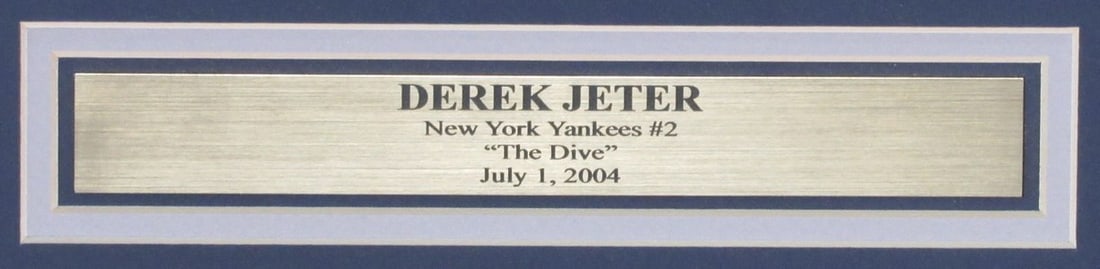 DEREK JETER
New York Yankees #2
“The Dive”
July 1, 2004